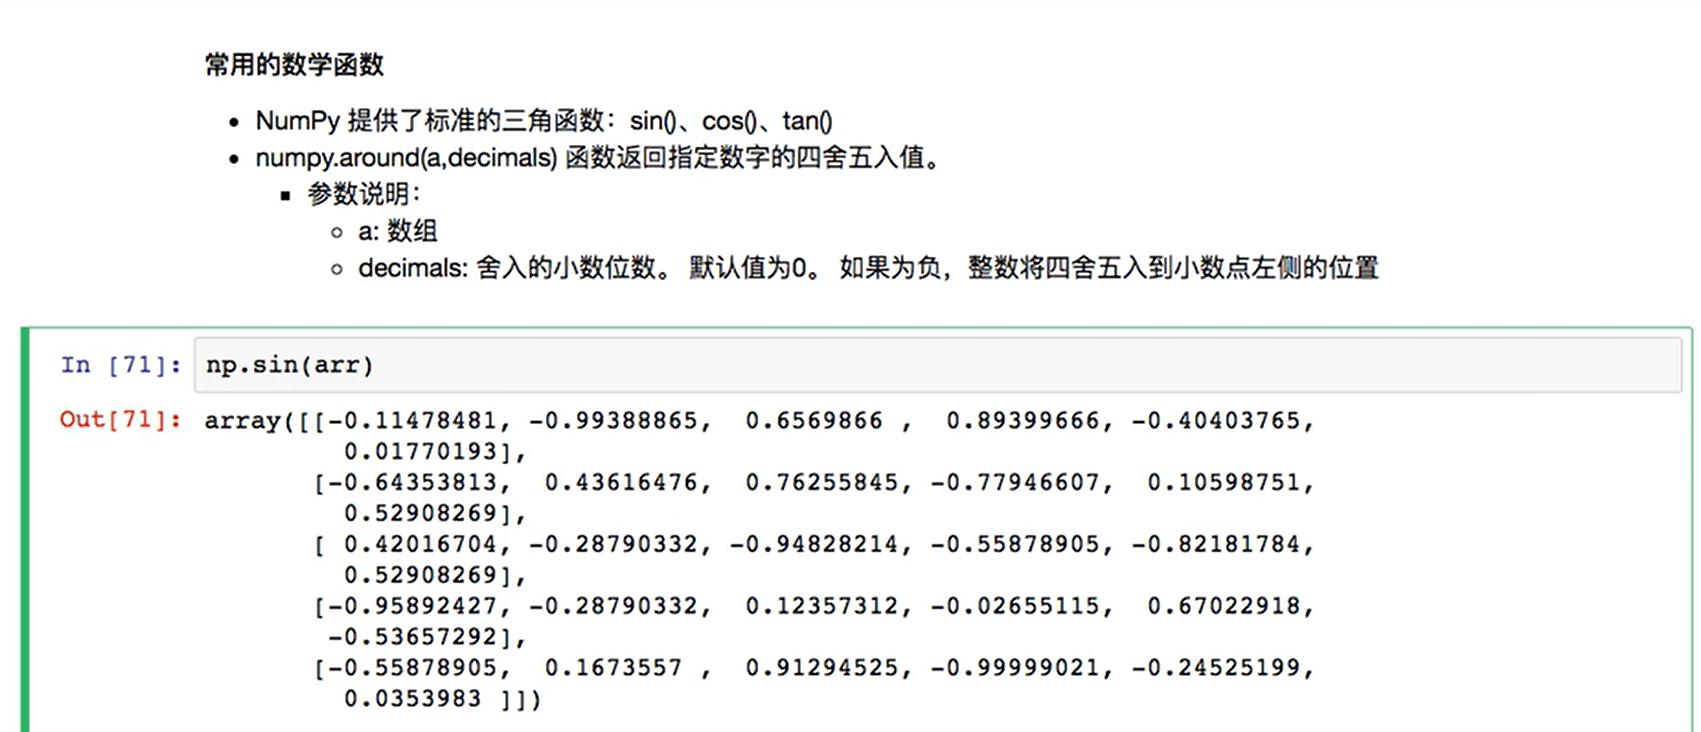 常用的数学函数
NumPy 提供了标准的三角函数：sin()、cos()、tan()
numpy.around(a,decimals) 函数返回指定数字的四舍五入值。
参数说明：
a: 数组
decimals: 舍入的小数位数。 默认值为0。 如果为负，整数将四舍五入到小数点左侧的位置
In [71]: np.sin(arr)
Out[71]: array([[-0.11478481, -0.99388865,  0.6569866 ,  0.89399666, -0.40403765,
0.01770193],
[-0.64353813,  0.43616476,  0.76255845, -0.77946607,  0.10598751,
0.52908269],
[ 0.42016704, -0.28790332, -0.94828214, -0.55878905, -0.82181784,
0.52908269],
[-0.95892427, -0.28790332,  0.12357312, -0.02655115,  0.67022918,
-0.53657292],
[-0.55878905,  0.1673557 ,  0.91294525, -0.99999021, -0.24525199,
0.0353983 ]])